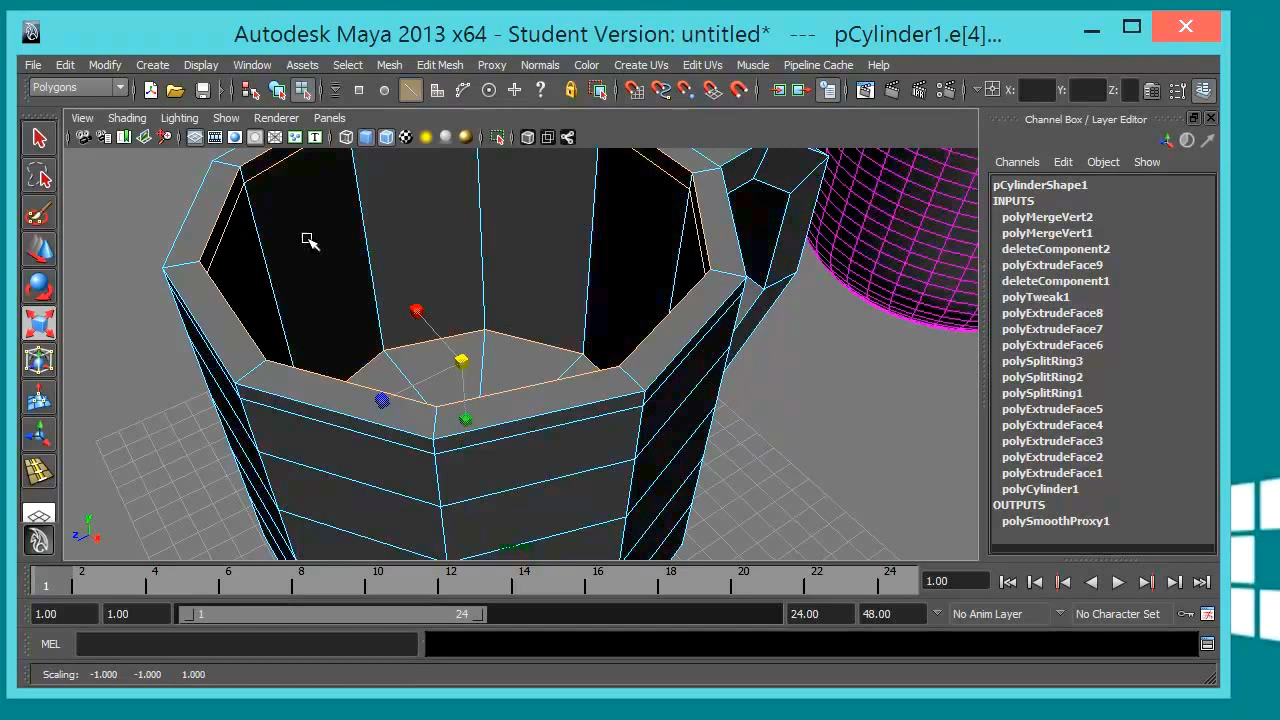 Autodesk Maya 2013 x64 - Student Version: untitled* --- pCylinder1.e[4]...
File Edit Modify Create Display Window Assets Select Mesh Edit Mesh Proxy Normals Color Create UVs Edit UVs Muscle Pipeline Cache Help
Polygons X: Y: Z:
View Shading Lighting Show Renderer Panels
Channel Box / Layer Editor
Channels Edit Object Show
pCylinderShape1
INPUTS
polyMergeVert2
polyMergeVert1
deleteComponent2
polyExtrudeFace9
deleteComponent1
polyTweak1
polyExtrudeFace8
polyExtrudeFace7
polyExtrudeFace6
polySplitRing3
polySplitRing2
polySplitRing1
polyExtrudeFace5
polyExtrudeFace4
polyExtrudeFace3
polyExtrudeFace2
polyExtrudeFace1
polyCylinder1
OUTPUTS
polySmoothProxy1
y
z x
1 2 4 6 8 10 12 14 16 18 20 22 24 1.00
1.00 1.00 1 24 24.00 48.00 No Anim Layer No Character Set
MEL
Scaling: -1.000 -1.000 1.000